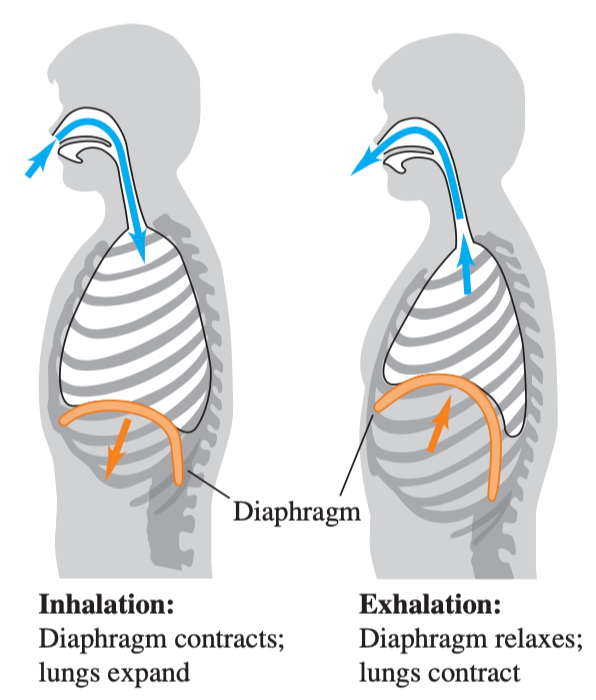 Diaphragm
Inhalation:
Diaphragm contracts;
lungs expand
Exhalation:
Diaphragm relaxes;
lungs contract